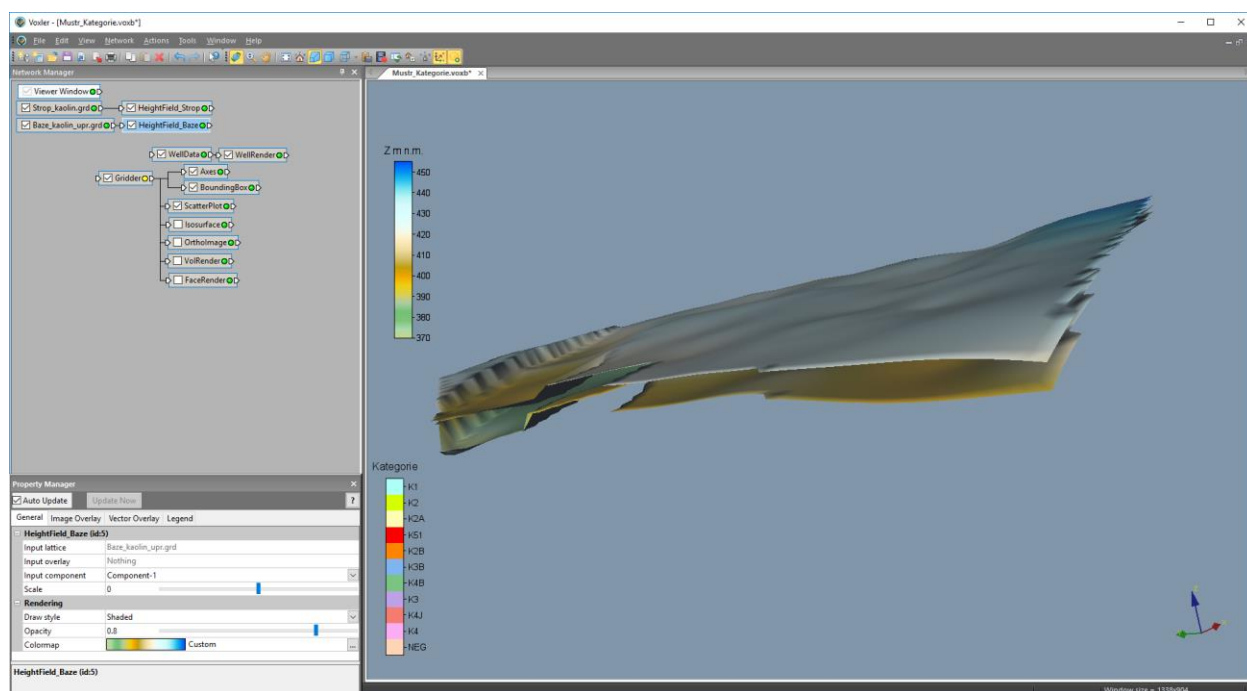 Voxler - [Mustr_Kategorie.voxb*]
File Edit View Network Actions Tools Window Help
Network Manager
Mustr_Kategorie.voxb*
Viewer Window
Strop_kaolin.grd
HeightField_Strop
Baze_kaolin_upr.grd
HeightField_Baze
WellData
WellRender
Gridder
Axes
BoundingBox
ScatterPlot
Isosurface
OrthoImage
VolRender
FaceRender
Z m n.m.
450
440
430
420
410
400
390
380
370
Kategorie
K1
K2
K2A
K51
K2B
K3B
K4B
K3
K4J
K4
NEG
Property Manager
Auto Update Update Now ?
General Image Overlay Vector Overlay Legend
HeightField_Baze (id:5)
Input lattice Baze_kaolin_upr.grd
Input overlay Nothing
Input component Component-1
Scale 0
Rendering
Draw style Shaded
Opacity 0.8
Colormap Custom ...
HeightField_Baze (id:5)
Window size = 1338x904